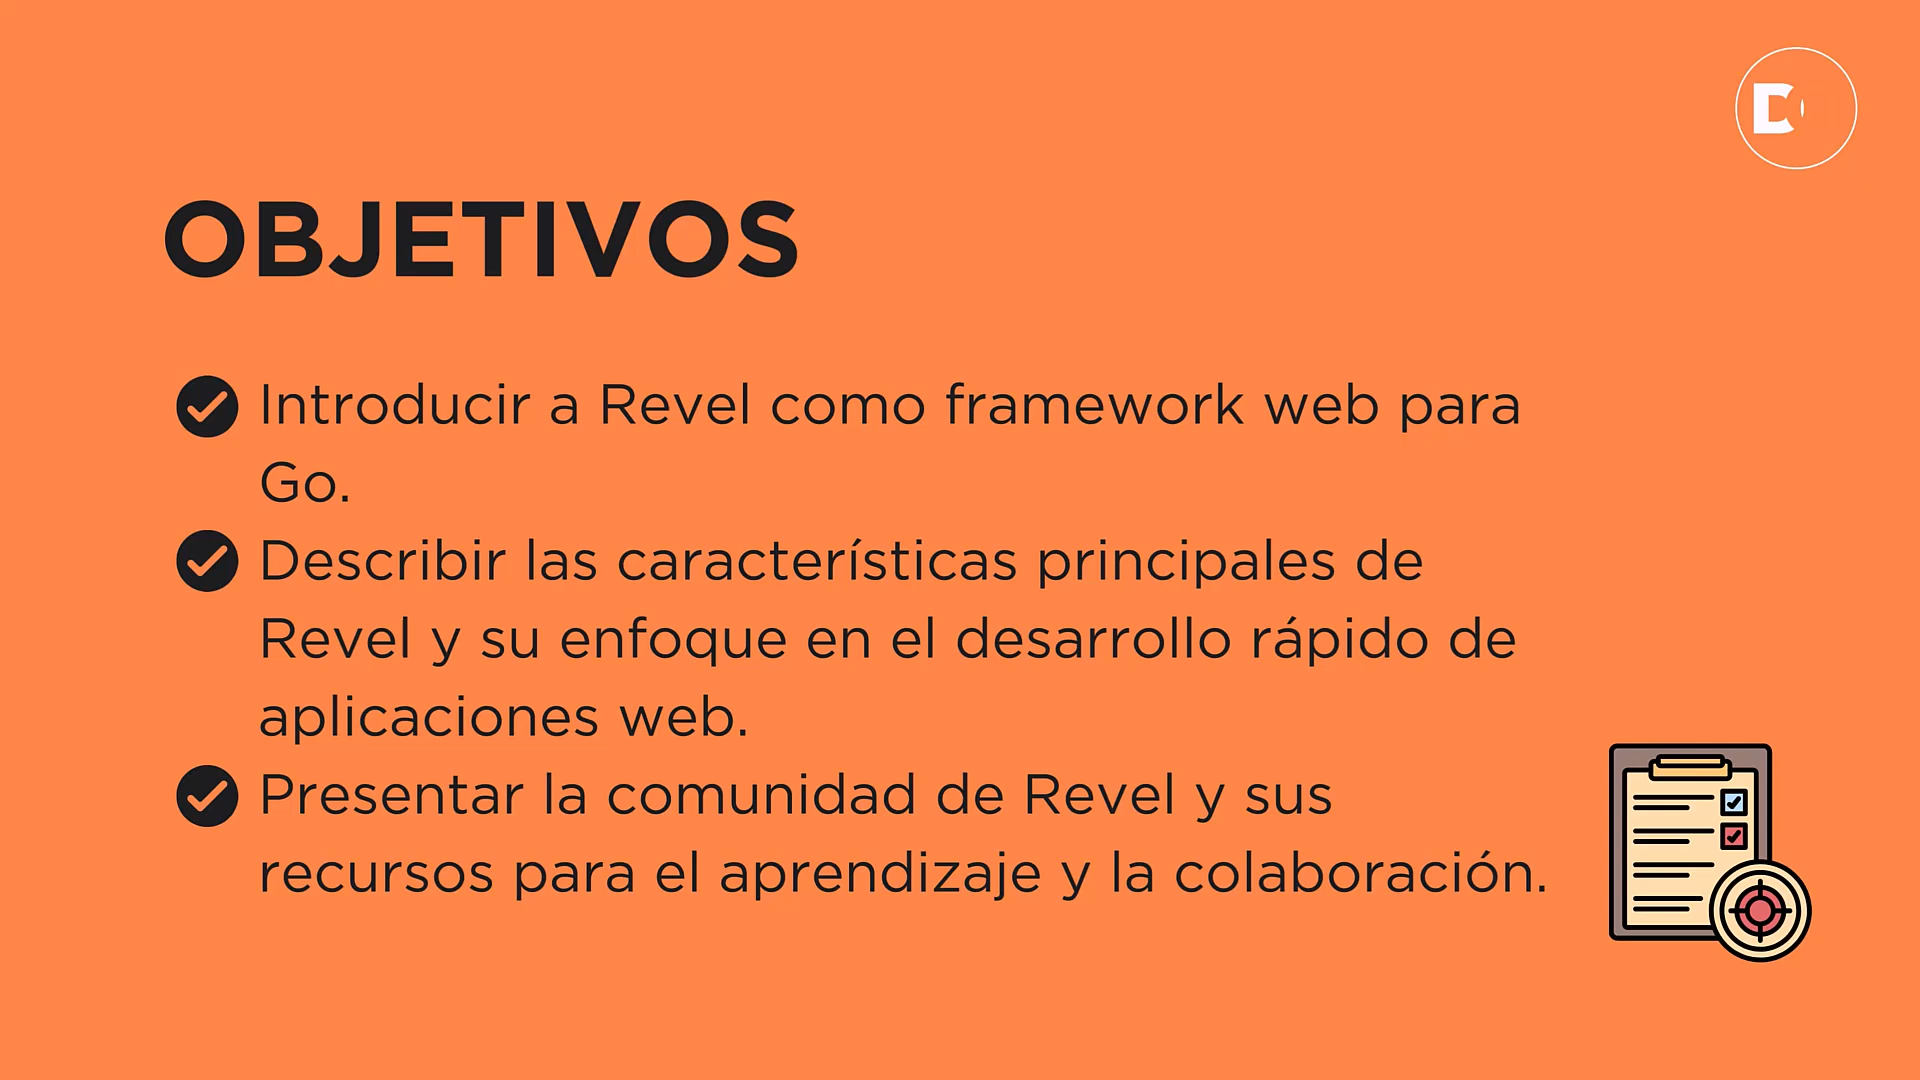 OBJETIVOS
Introducir a Revel como framework web para
Go.
Describir las características principales de
Revel y su enfoque en el desarrollo rápido de
aplicaciones web.
Presentar la comunidad de Revel y sus
recursos para el aprendizaje y la colaboración.